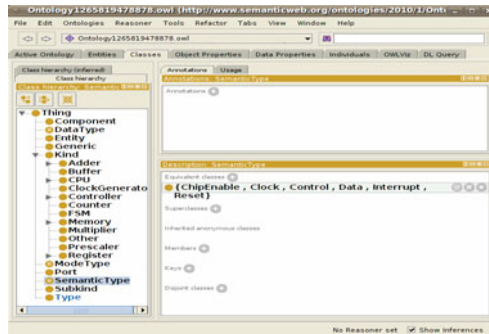 Ontology1265819478878.owl (http://www.semanticweb.org/ontologies/2010/1/Onto
File Edit Ontologies Reasoner Tools Refactor Tabs View Window Help
Ontology1265819478878.owl
Active Ontology Entities Classes Object Properties Data Properties Individuals OWLViz DL Query
Class hierarchy (inferred)
Class hierarchy
Class hierarchy: Semantic
Thing
Component
DataType
Entity
Generic
Kind
Adder
Buffer
CPU
ClockGenerato
Controller
Counter
FSM
Memory
Multiplier
Other
Prescaler
Register
ModeType
Port
SemanticType
Subkind
Type
Annotations Usage
Annotations: SemanticType
Annotations
Description: SemanticType
Equivalent classes
{ChipEnable , Clock , Control , Data , Interrupt ,
Reset}
Superclasses
Inherited anonymous classes
Members
Keys
Disjoint classes
No Reasoner set Show Inferences